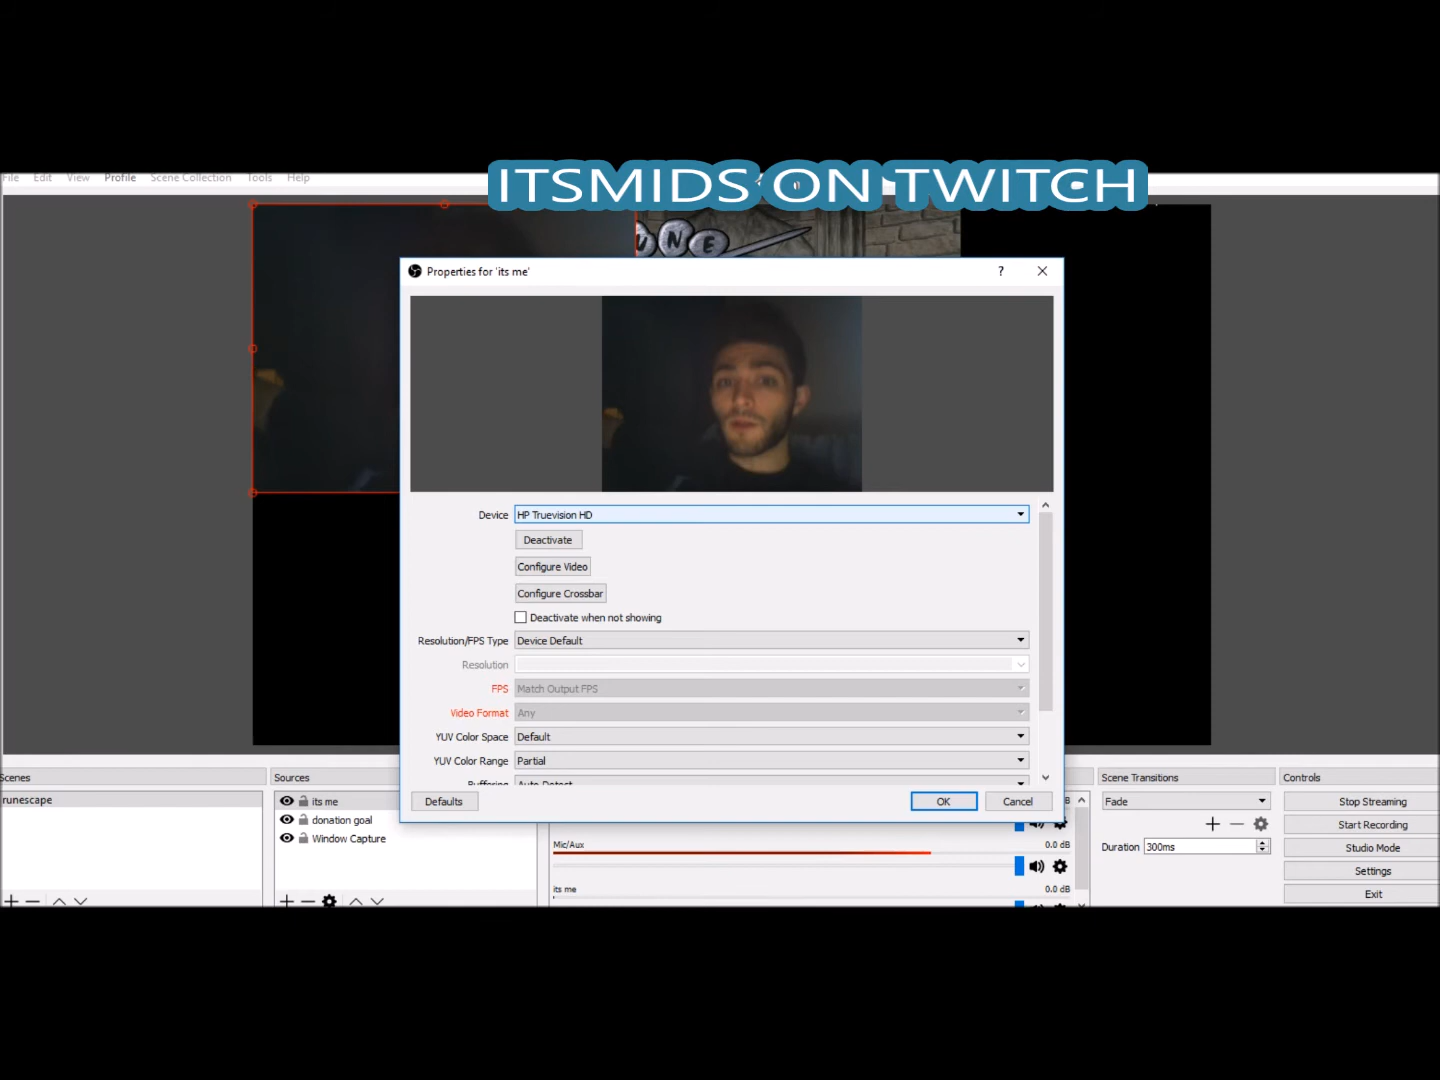 ITSMIDS ON TWITCH
File Edit View Profile Scene Collection Tools Help
UNE
Properties for 'its me'
?
Device HP Truevision HD
Deactivate
Configure Video
Configure Crossbar
Deactivate when not showing
Resolution/FPS Type Device Default
Resolution
FPS Match Output FPS
Video Format Any
YUV Color Space Default
YUV Color Range Partial
Buffering Auto Detect
Defaults OK Cancel
Scenes
runescape
Sources
its me
donation goal
Window Capture
Mic/Aux 0.0 dB
its me 0.0 dB
Scene Transitions
Fade
Duration 300ms
Controls
Stop Streaming
Start Recording
Studio Mode
Settings
Exit